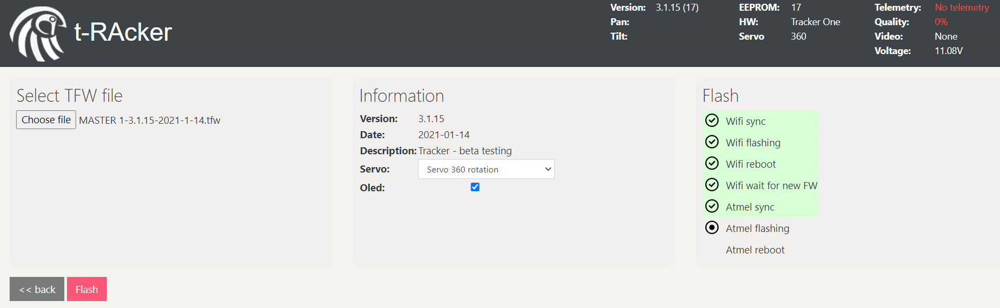 t-RAcker
Version: 3.1.15 (17)
Pan:
Tilt:
EEPROM: 17
HW: Tracker One
Servo 360
Telemetry: No telemetry
Quality: 0%
Video: None
Voltage: 11.08V
Select TFW file
Choose file MASTER 1-3.1.15-2021-1-14.tfw
Information
Version: 3.1.15
Date: 2021-01-14
Description: Tracker - beta testing
Servo: Servo 360 rotation
Oled:
Flash
Wifi sync
Wifi flashing
Wifi reboot
Wifi wait for new FW
Atmel sync
Atmel flashing
Atmel reboot
<< back Flash